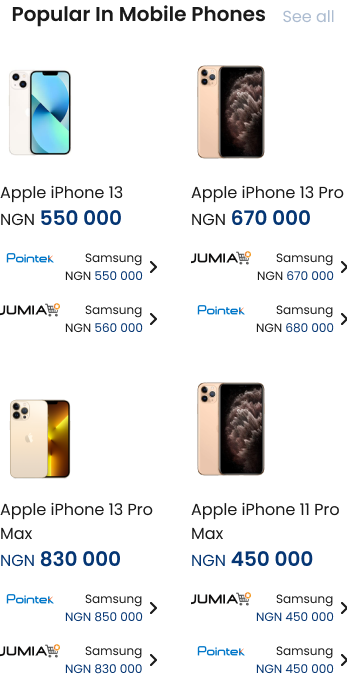 Popular In Mobile Phones See all
Apple iPhone 13
NGN 550 000
Pointek Samsung
NGN 550 000
JUMIA Samsung
NGN 560 000
Apple iPhone 13 Pro
NGN 670 000
JUMIA Samsung
NGN 670 000
Pointek Samsung
NGN 680 000
Apple iPhone 13 Pro
Max
NGN 830 000
Pointek Samsung
NGN 850 000
JUMIA Samsung
NGN 830 000
Apple iPhone 11 Pro
Max
NGN 450 000
JUMIA Samsung
NGN 450 000
Pointek Samsung
NGN 450 000